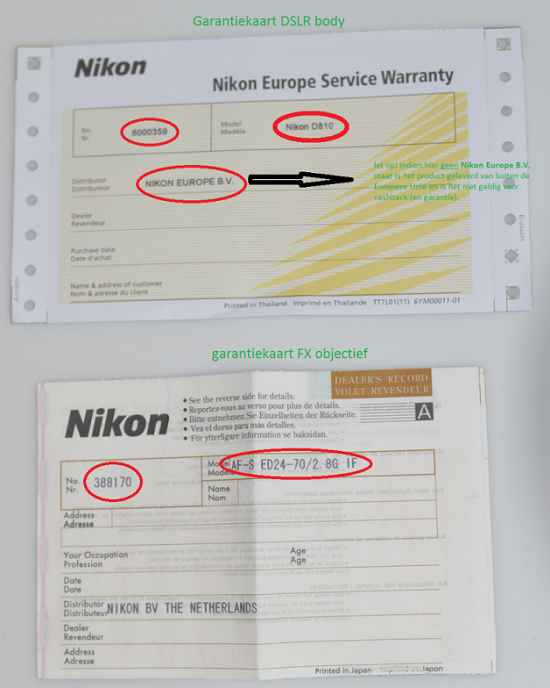 Garantiekaart DSLR body
Nikon
Nikon Europe Service Warranty
No.
Nr.
6000359
Model
Modèle
Nikon D810
Distributor
Distributeur
NIKON EUROPE B.V.
let op! indien hier geen Nikon Europe B.V.
staat is het product geleverd van buiten de
Europese Unie en is het niet geldig voor
cashback (en garantie).
Dealer
Revendeur
Purchase date
Date d'achat
Name & address of customer
Nom & adresse du client
Printed in Thailand Imprimé en Thaïlande TT7L01(11) 6YM00011-01
garantiekaart FX objectief
DEALER'S RECORD
VOLET REVENDEUR
Nikon
• See the reverse side for details.
• Reportez-vous au verso pour plus de détails.
• Bitte entnehmen Sie Einzelheiten der Rückseite.
• Vea el dorso para más detalles.
• För ytterligare information se baksidan.
A
No.
Nr.
388170
Model
Modèle
AF-S ED24-70/2.8G IF
Name
Nom
Address
Adresse
Your Occupation
Profession
Age
Age
Date
Date
Distributor
Distributeur
NIKON BV THE NETHERLANDS
Dealer
Revendeur
Address
Adresse
Printed in Japan Imprimé au Japon